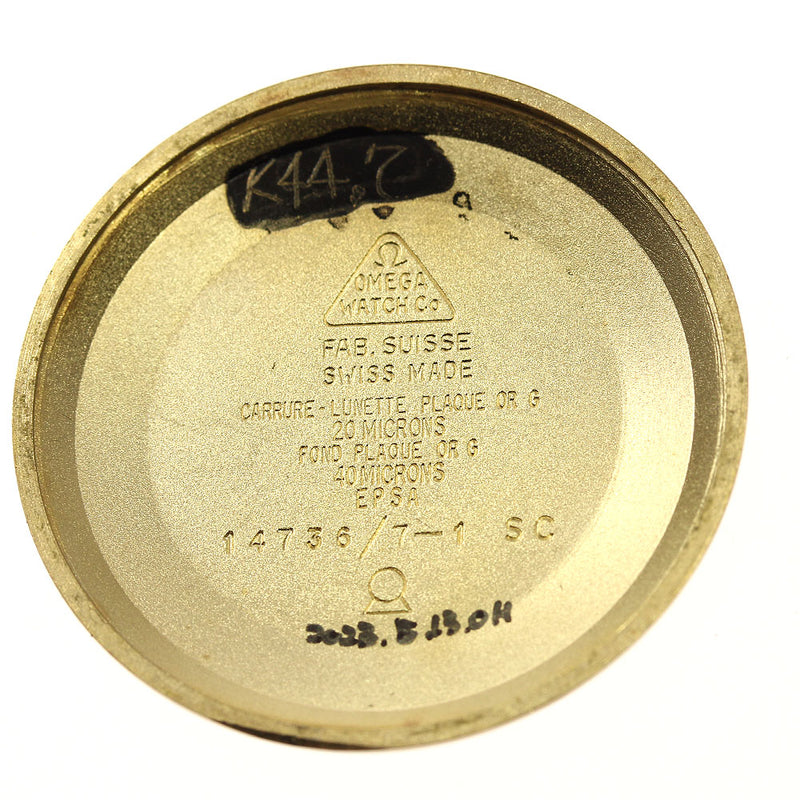 K44.7
Ω
OMEGA
WATCH Co
FAB. SUISSE
SWISS MADE
CARRURE-LUNETTE PLAQUE OR G
20 MICRONS
FOND PLAQUE OR G
40 MICRONS
EPSA
14736/7-1 SC
2023.5.13.OH